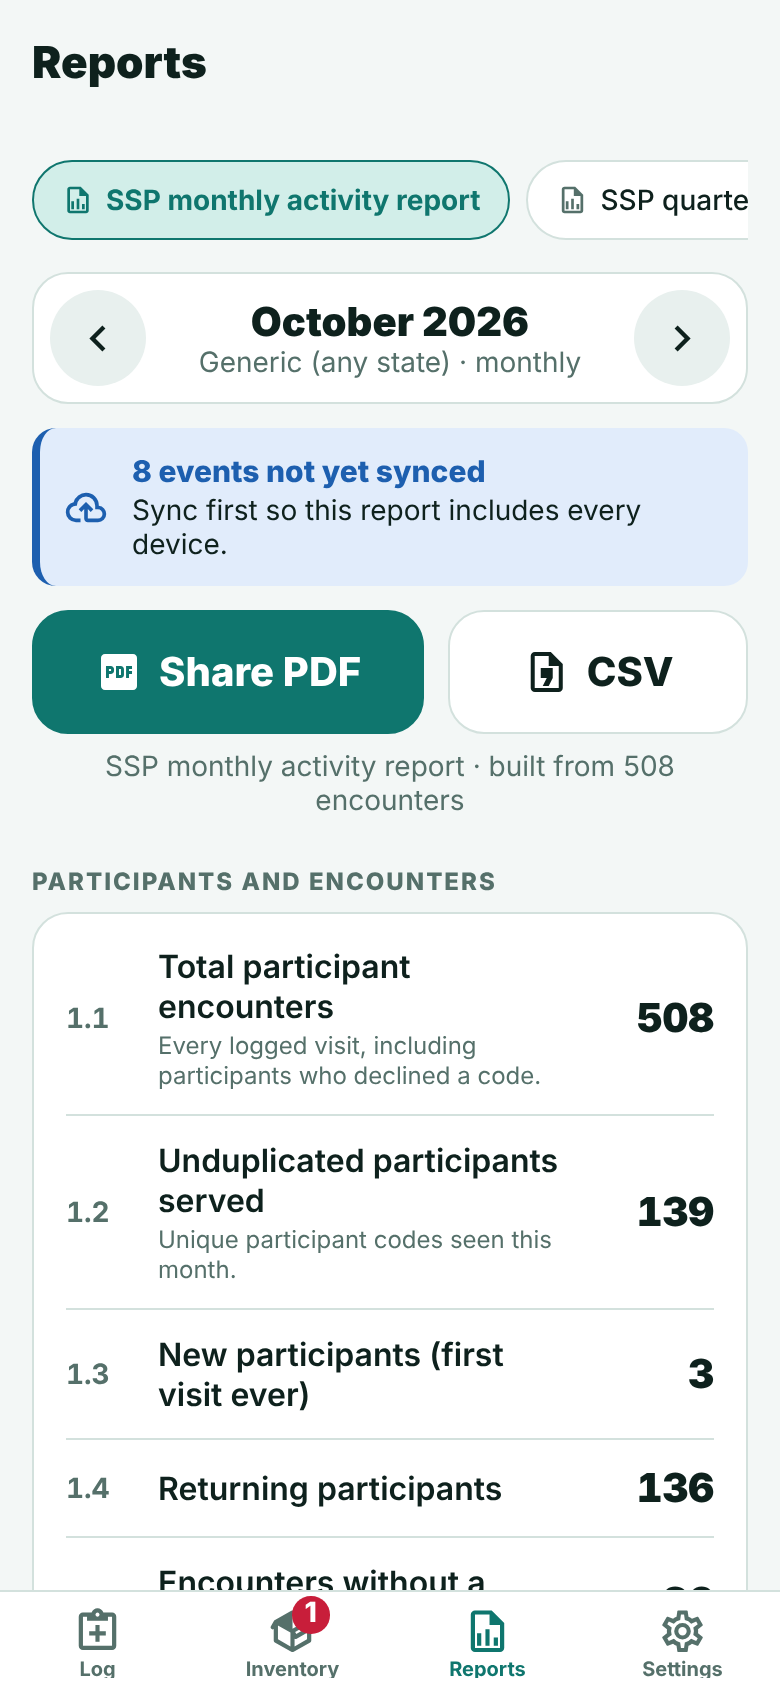 Reports
SSP monthly activity report
SSP quarte
October 2026
Generic (any state) · monthly
8 events not yet synced
Sync first so this report includes every
device.
PDF Share PDF
CSV
SSP monthly activity report · built from 508
encounters
PARTICIPANTS AND ENCOUNTERS
1.1
Total participant
encounters
Every logged visit, including
participants who declined a code.
508
1.2
Unduplicated participants
served
Unique participant codes seen this
month.
139
1.3
New participants (first
visit ever)
3
1.4
Returning participants
136
Encounters without a
Log
1
Inventory
Reports
Settings